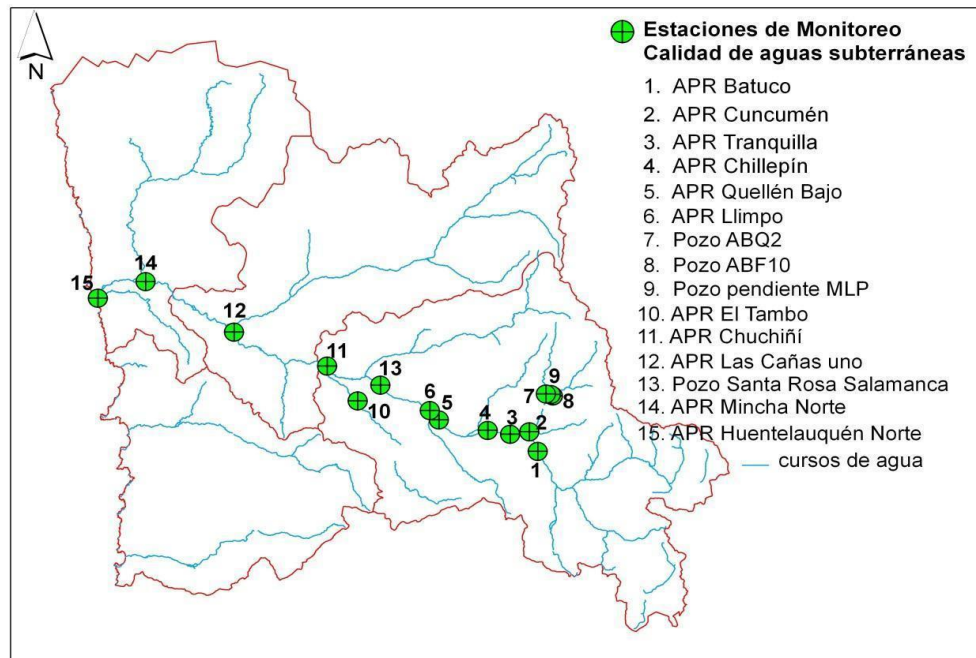 N
Estaciones de Monitoreo
Calidad de aguas subterráneas
1. APR Batuco
2. APR Cuncumén
3. APR Tranquilla
4. APR Chillepín
5. APR Quellén Bajo
6. APR Llimpo
7. Pozo ABQ2
8. Pozo ABF10
9. Pozo pendiente MLP
10. APR El Tambo
11. APR Chuchiñí
12. APR Las Cañas uno
13. Pozo Santa Rosa Salamanca
14. APR Mincha Norte
15. APR Huentelauquén Norte
cursos de agua
14
15
12
11
13
10
6
5
4
3
2
1
9
7
8